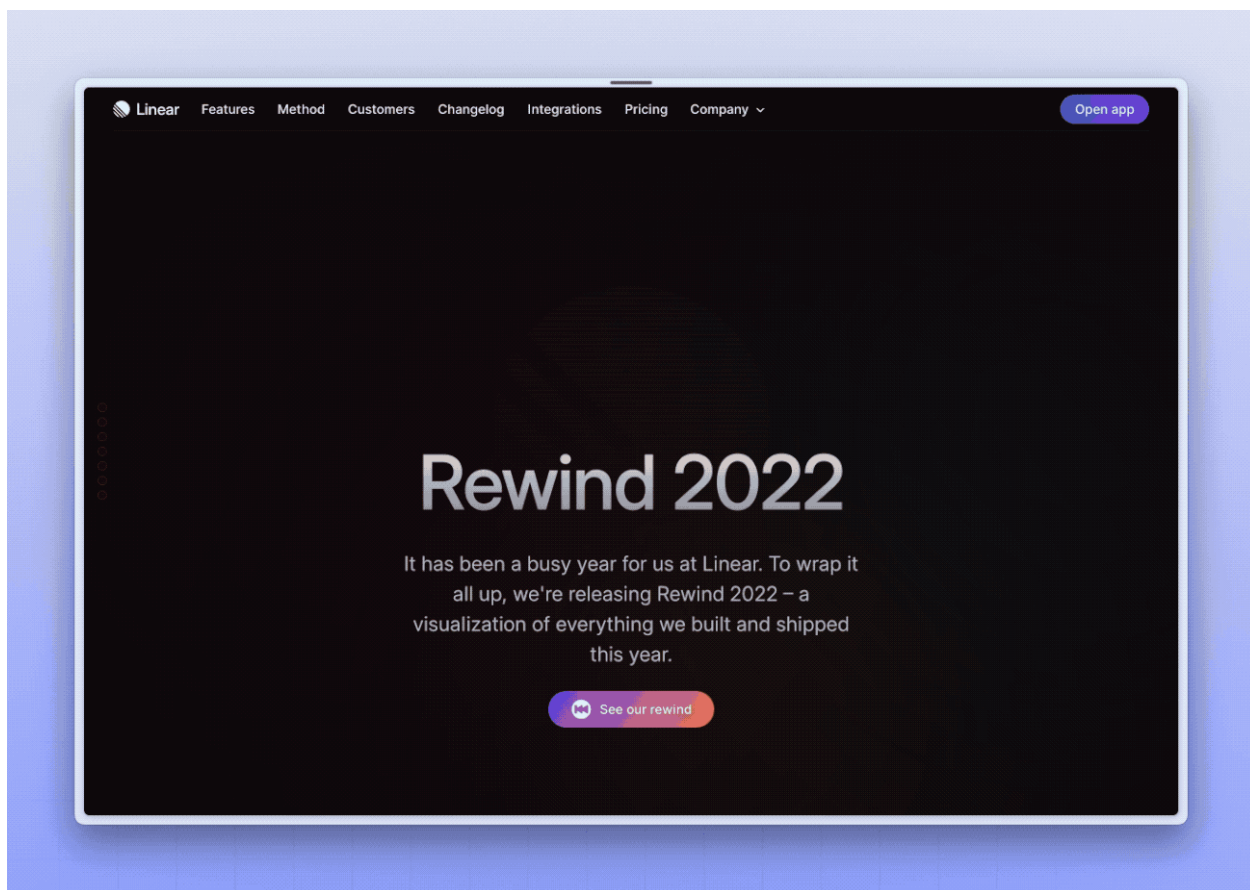 Linear Features Method Customers Changelog Integrations Pricing Company Open app
Rewind 2022
It has been a busy year for us at Linear. To wrap it
all up, we're releasing Rewind 2022 – a
visualization of everything we built and shipped
this year.
See our rewind